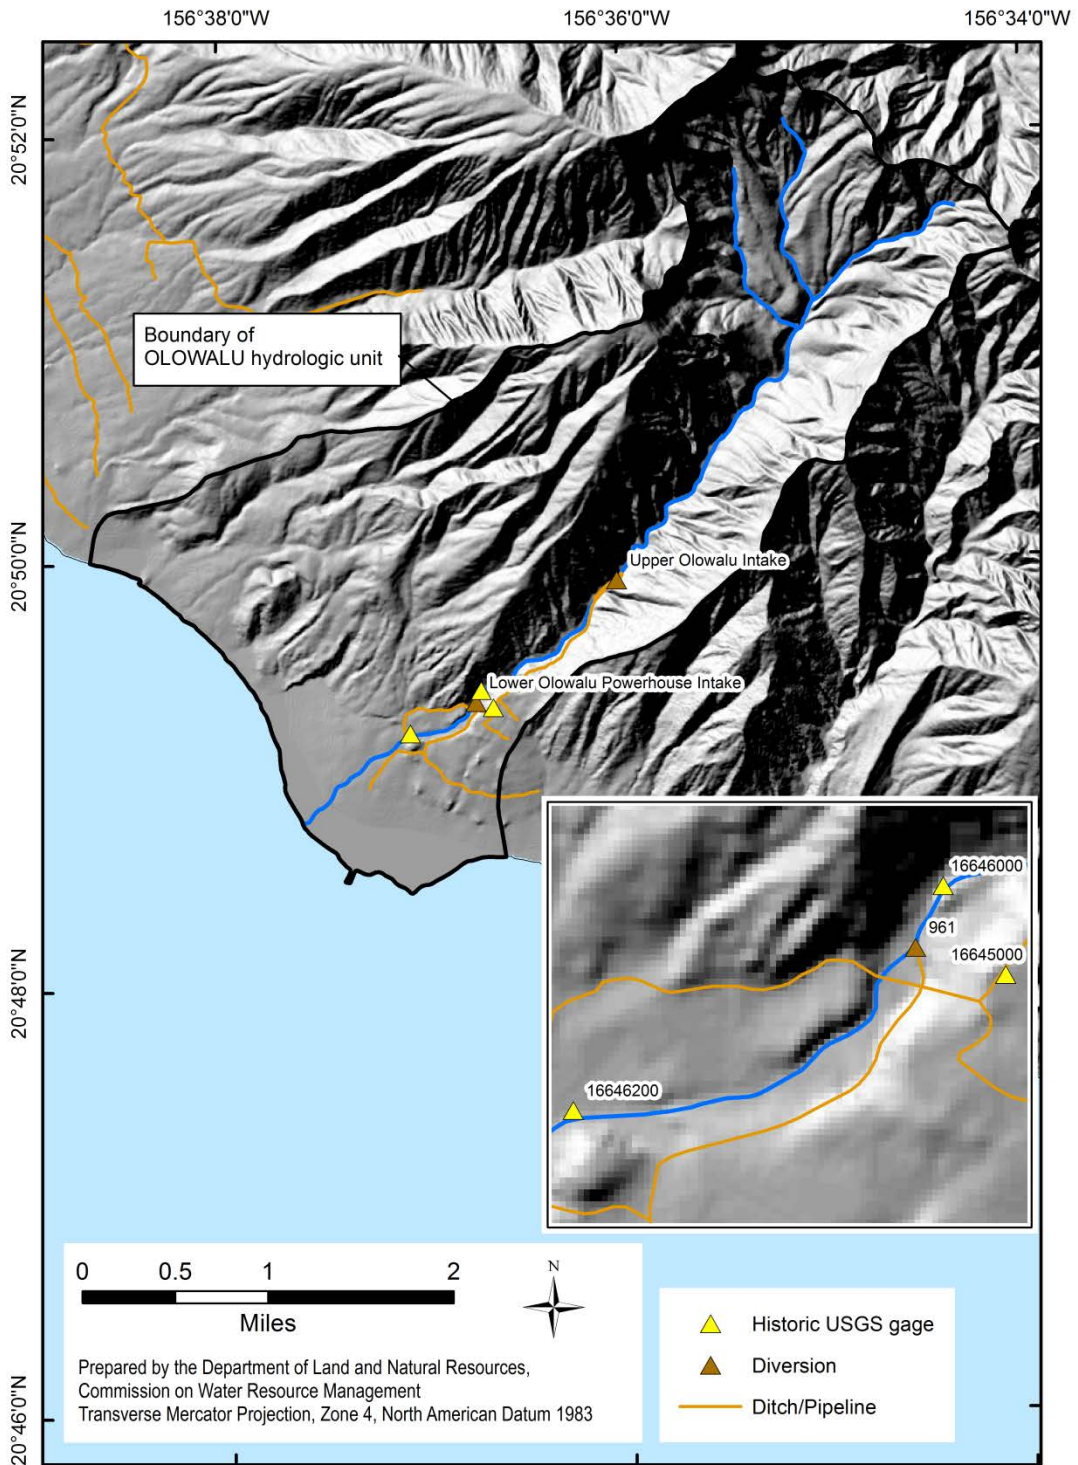 156°38'0"W
156°36'0"W
156°34'0"W
20°52'0"N
20°50'0"N
20°48'0"N
20°46'0"N
Boundary of
OLOWALU hydrologic unit
Upper Olowalu Intake
Lower Olowalu Powerhouse Intake
16646000
961
16645000
16646200
0 0.5 1 2
Miles
N
Prepared by the Department of Land and Natural Resources,
Commission on Water Resource Management
Transverse Mercator Projection, Zone 4, North American Datum 1983
Historic USGS gage
Diversion
Ditch/Pipeline